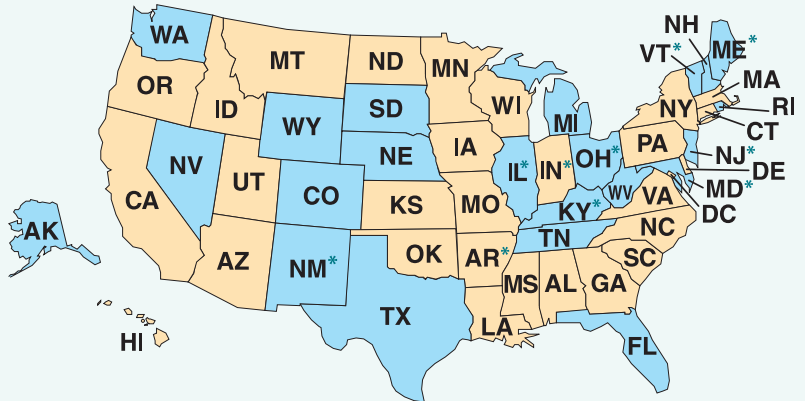 WA
MT
ND
MN
OR
ID
SD
WI
WY
MI
NH
VT*
ME*
MA
RI
NY
CT
PA
NJ*
DE
MD*
DC
NV
UT
CO
NE
IA
IL*
IN*
OH*
WV
VA
CA
KS
MO
KY*
NC
TN
AK
AZ
NM*
OK
AR*
SC
MS
AL
GA
TX
LA
HI
FL